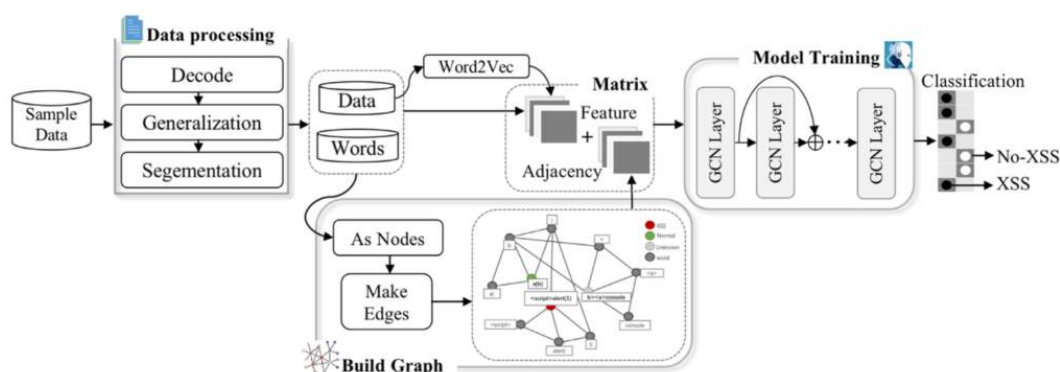 Data processing
Decode
Generalization
Segementation
Sample
Data
Data
Words
Word2Vec
Matrix
Feature
+
Adjacency
Model Training
GCN Layer
GCN Layer
GCN Layer
Classification
No-XSS
XSS
As Nodes
Make
Edges
Build Graph
XSS
Normal
Unknown
word
b
a(b)
<script>alert(1)
<a>
console
<script>
alert